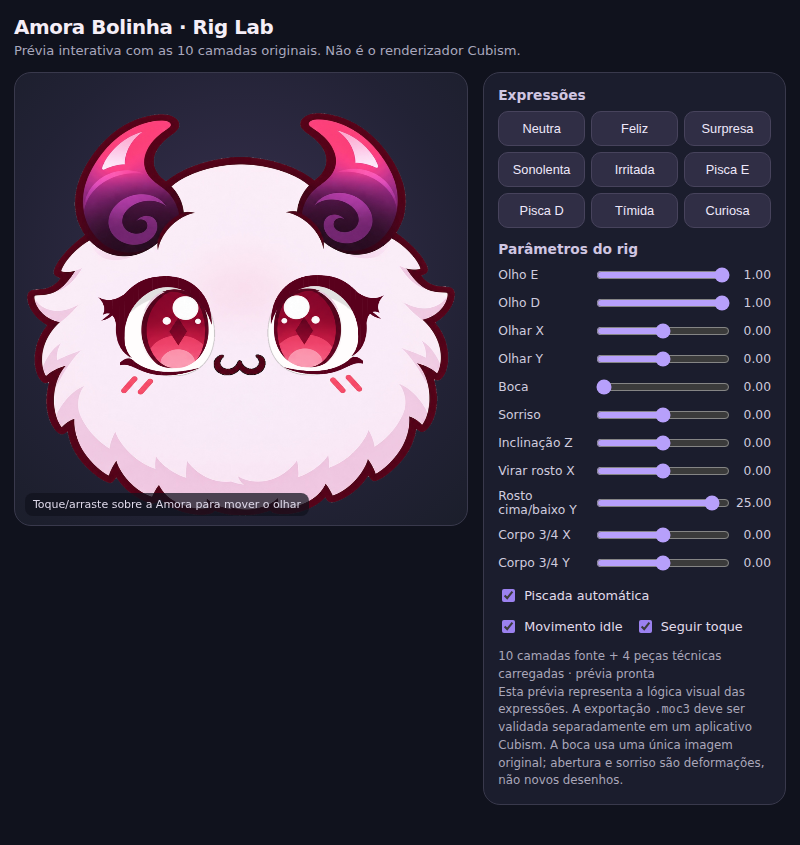 Amora Bolinha · Rig Lab
Prévia interativa com as 10 camadas originais. Não é o renderizador Cubism.
Toque/arraste sobre a Amora para mover o olhar
Expressões
Neutra
Feliz
Surpresa
Sonolenta
Irritada
Pisca E
Pisca D
Tímida
Curiosa
Parâmetros do rig
Olho E 1.00
Olho D 1.00
Olhar X 0.00
Olhar Y 0.00
Boca 0.00
Sorriso 0.00
Inclinação Z 0.00
Virar rosto X 0.00
Rosto
cima/baixo Y 25.00
Corpo 3/4 X 0.00
Corpo 3/4 Y 0.00
Piscada automática
Movimento idle Seguir toque
10 camadas fonte + 4 peças técnicas
carregadas · prévia pronta
Esta prévia representa a lógica visual das
expressões. A exportação .moc3 deve ser
validada separadamente em um aplicativo
Cubism. A boca usa uma única imagem
original; abertura e sorriso são deformações,
não novos desenhos.